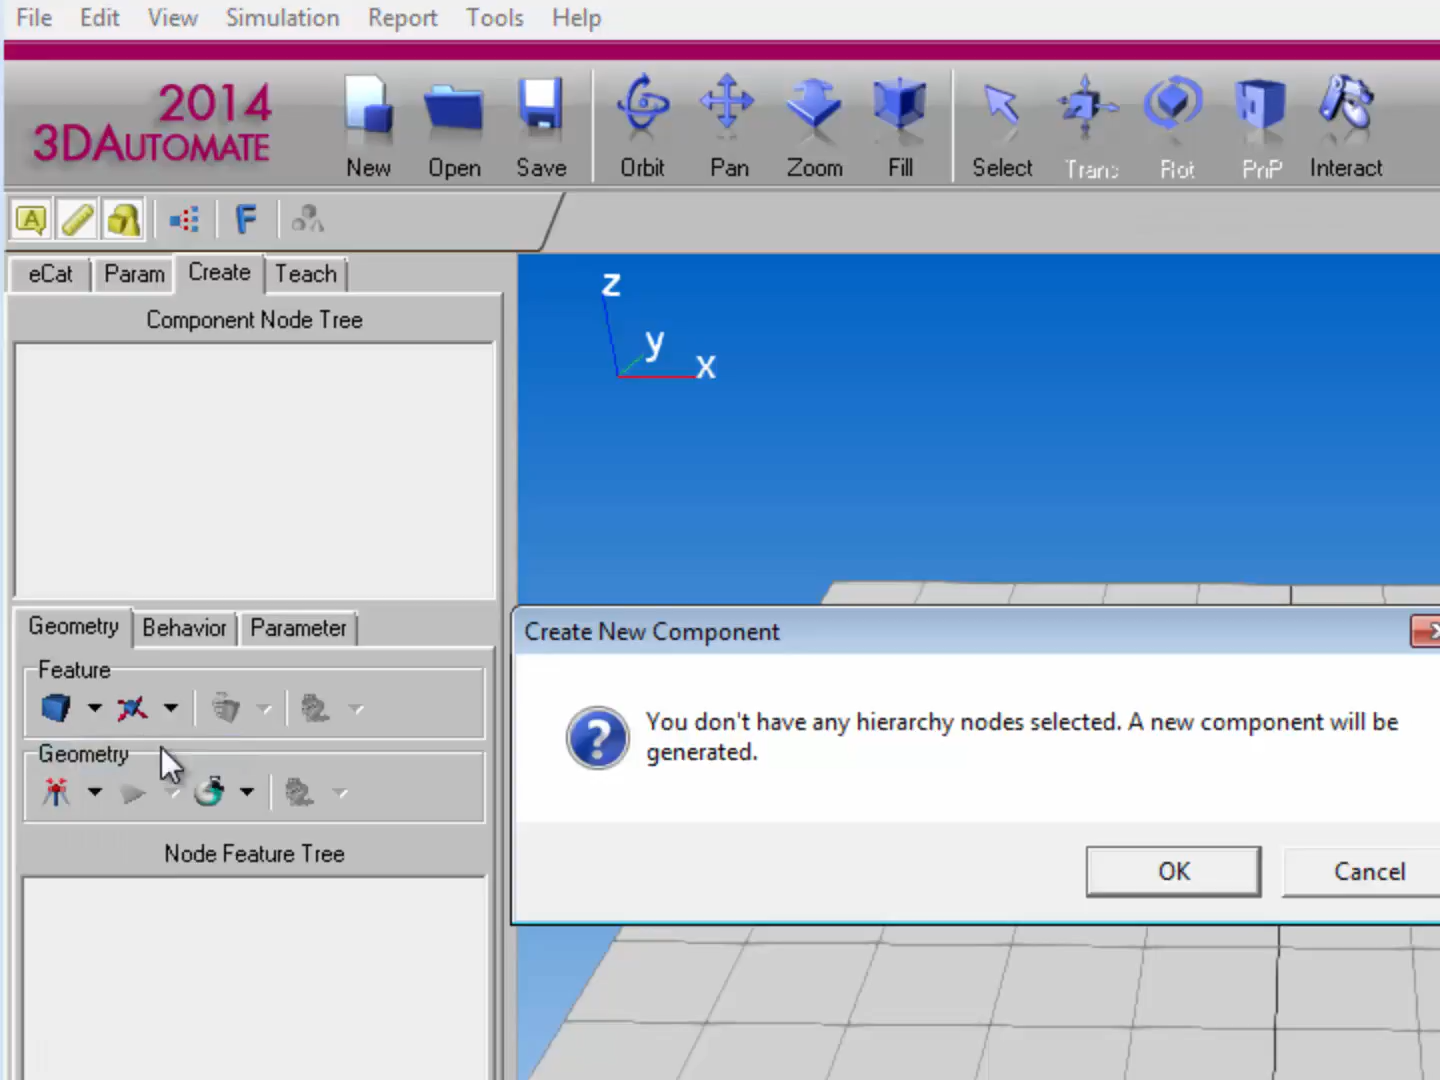 File Edit View Simulation Report Tools Help
2014
3DAUTOMATE
New Open Save Orbit Pan Zoom Fill Select Trans Rot PnP Interact
A F
eCat Param Create Teach
Component Node Tree
z
y
x
Geometry Behavior Parameter
Feature
Geometry
Node Feature Tree
Create New Component
You don't have any hierarchy nodes selected. A new component will be
generated.
OK Cancel